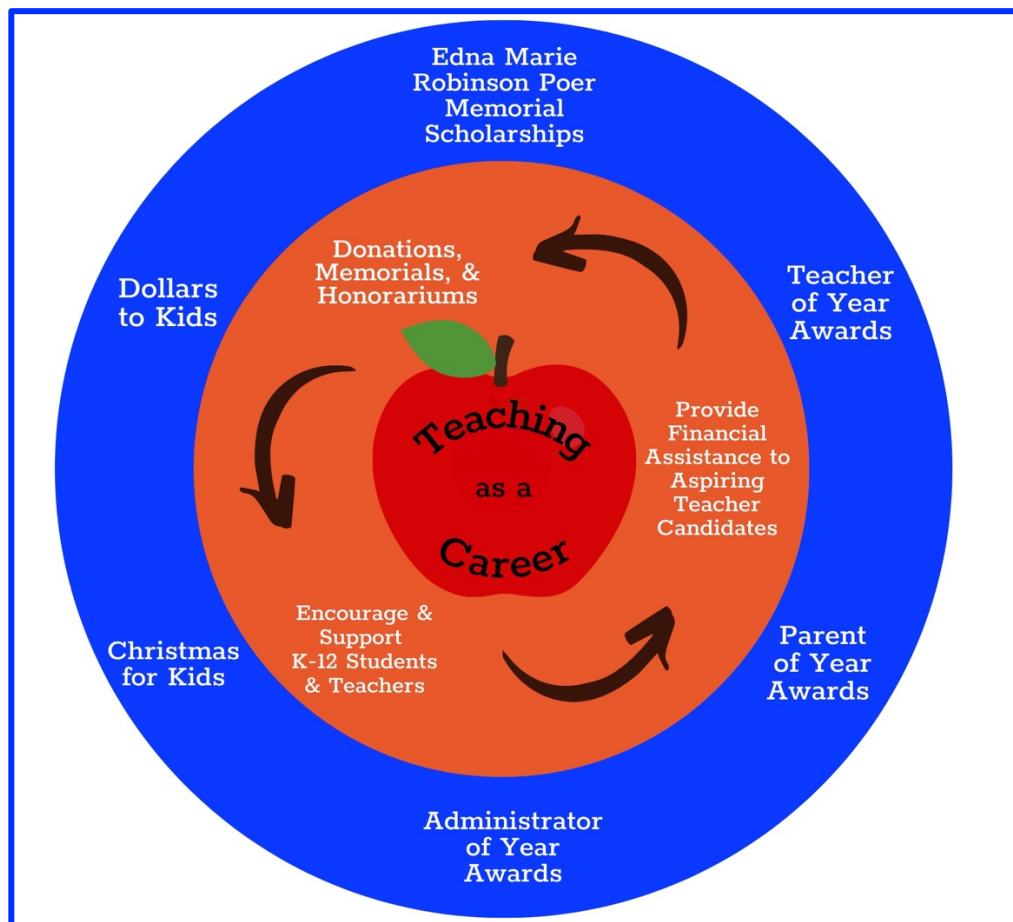 Edna Marie
Robinson Poer
Memorial
Scholarships
Donations,
Memorials, &
Honorariums
Dollars
to Kids
Teacher
of Year
Awards
Teaching
as a
Career
Provide
Financial
Assistance to
Aspiring
Teacher
Candidates
Encourage &
Support
K-12 Students
& Teachers
Christmas
for Kids
Parent
of Year
Awards
Administrator
of Year
Awards